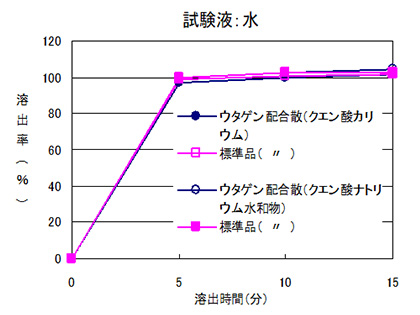 試験液:水
120
100
80
60
40
20
0
溶出率(%)
ウタゲン配合散(クエン酸カリ
ウム)
標準品( 〃 )
ウタゲン配合散(クエン酸ナトリ
ウム水和物)
標準品( 〃 )
0 5 10 15
溶出時間(分)